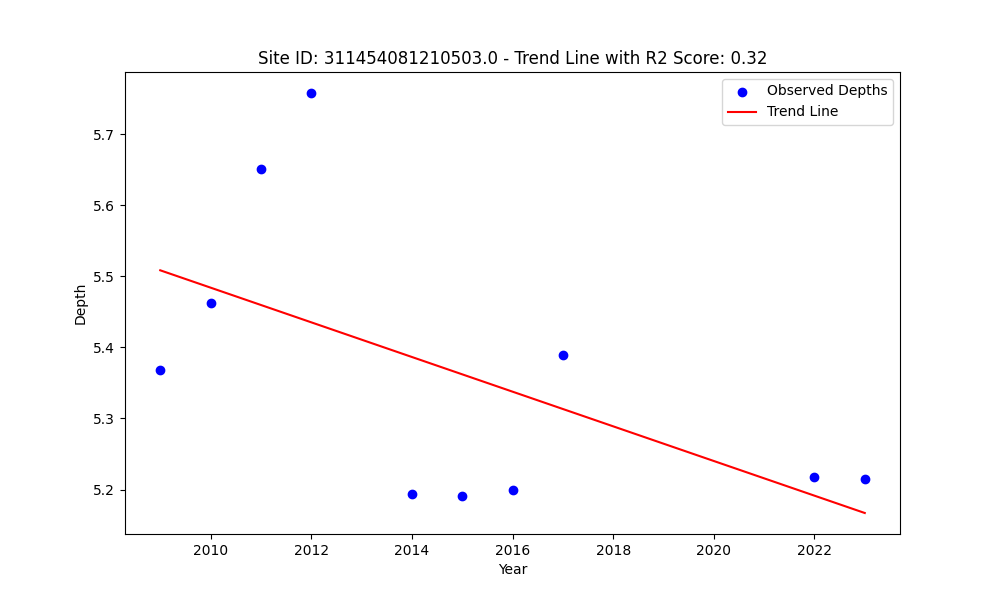 Site ID: 311454081210503.0 - Trend Line with R2 Score: 0.32
Observed Depths
Trend Line
Depth
5.7
5.6
5.5
5.4
5.3
5.2
2010
2012
2014
2016
2018
2020
2022
Year